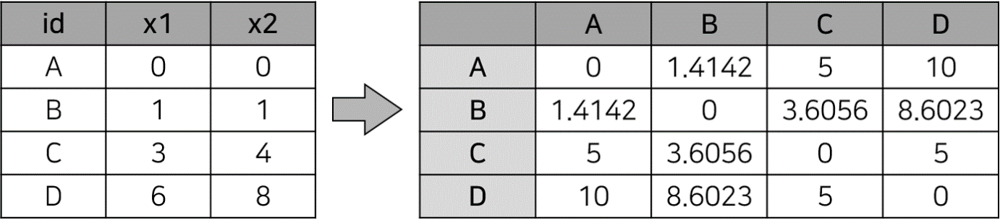 id x1 x2
A 0 0
B 1 1
C 3 4
D 6 8
A B C D
A 0 1.4142 5 10
B 1.4142 0 3.6056 8.6023
C 5 3.6056 0 5
D 10 8.6023 5 0